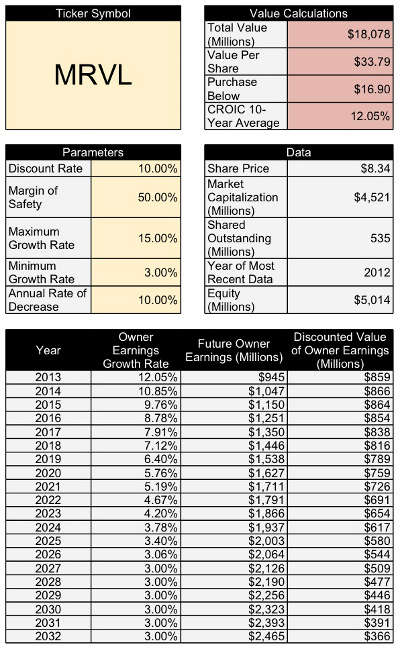 Ticker Symbol
MRVL
Value Calculations
Total Value
(Millions) $18,078
Value Per
Share $33.79
Purchase
Below $16.90
CROIC 10-
Year Average 12.05%
Parameters
Discount Rate 10.00%
Margin of
Safety 50.00%
Maximum
Growth Rate 15.00%
Minimum
Growth Rate 3.00%
Annual Rate of
Decrease 10.00%
Data
Share Price $8.34
Market
Capitalization
(Millions) $4,521
Shared
Outstanding
(Millions) 535
Year of Most
Recent Data 2012
Equity
(Millions) $5,014
Year Owner Earnings Growth Rate Future Owner Earnings (Millions) Discounted Value of Owner Earnings (Millions)
2013 12.05% $945 $859
2014 10.85% $1,047 $866
2015 9.76% $1,150 $864
2016 8.78% $1,251 $854
2017 7.91% $1,350 $838
2018 7.12% $1,446 $816
2019 6.40% $1,538 $789
2020 5.76% $1,627 $759
2021 5.19% $1,711 $726
2022 4.67% $1,791 $691
2023 4.20% $1,866 $654
2024 3.78% $1,937 $617
2025 3.40% $2,003 $580
2026 3.06% $2,064 $544
2027 3.00% $2,126 $509
2028 3.00% $2,190 $477
2029 3.00% $2,256 $446
2030 3.00% $2,323 $418
2031 3.00% $2,393 $391
2032 3.00% $2,465 $366